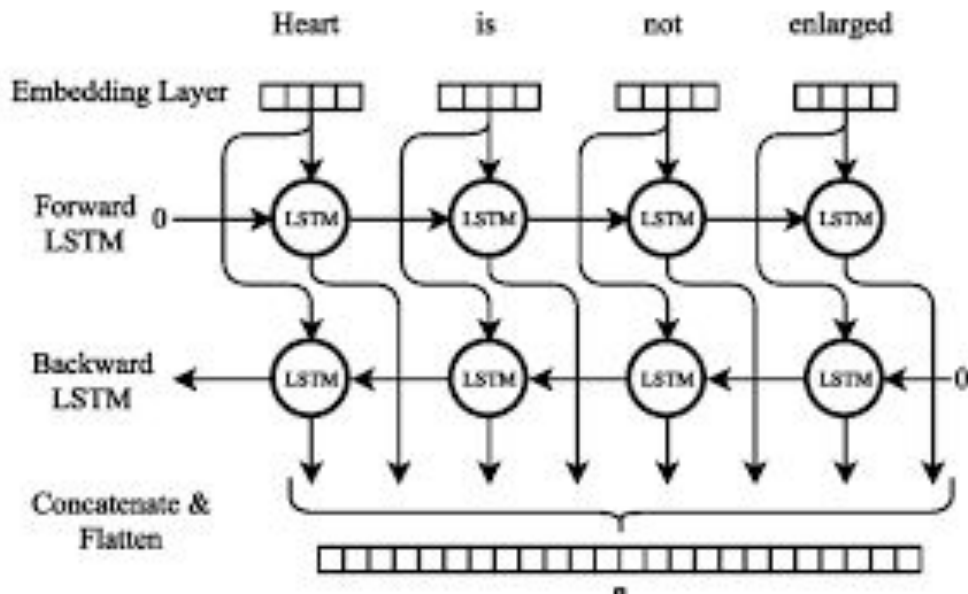 Heart is not enlarged
Embedding Layer
Forward
LSTM
0
LSTM LSTM LSTM LSTM
Backward
LSTM
LSTM LSTM LSTM LSTM
0
Concatenate &
Flatten